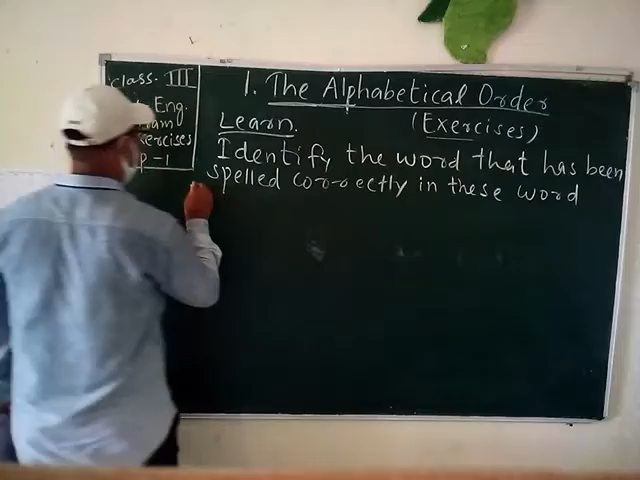 Class. III
Eng.
Exercises
P-1
1. The Alphabetical Order
Learn. (Exercises)
Identify the word that has been
spelled correctly in these word